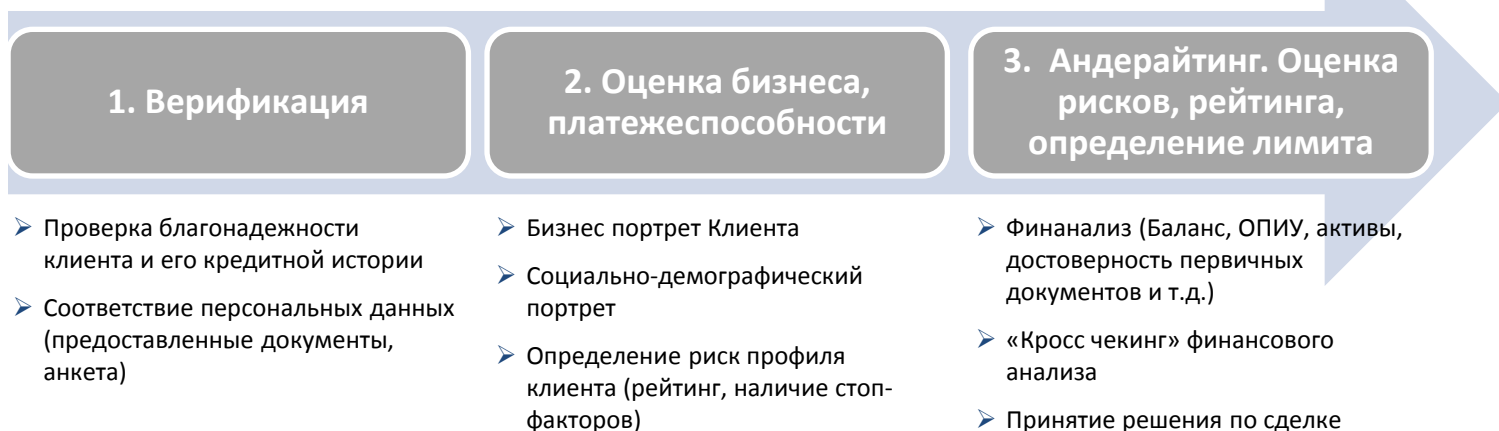 1. Верификация
2. Оценка бизнеса,
платежеспособности
3. Андерайтинг. Оценка
рисков, рейтинга,
определение лимита
➢ Проверка благонадежности
клиента и его кредитной истории
➢ Соответствие персональных данных
(предоставленные документы,
анкета)
➢ Бизнес портрет Клиента
➢ Социально-демографический
портрет
➢ Определение риск профиля
клиента (рейтинг, наличие стоп-
факторов)
➢ Финанализ (Баланс, ОПИУ, активы,
достоверность первичных
документов и т.д.)
➢ «Кросс чекинг» финансового
анализа
➢ Принятие решения по сделке